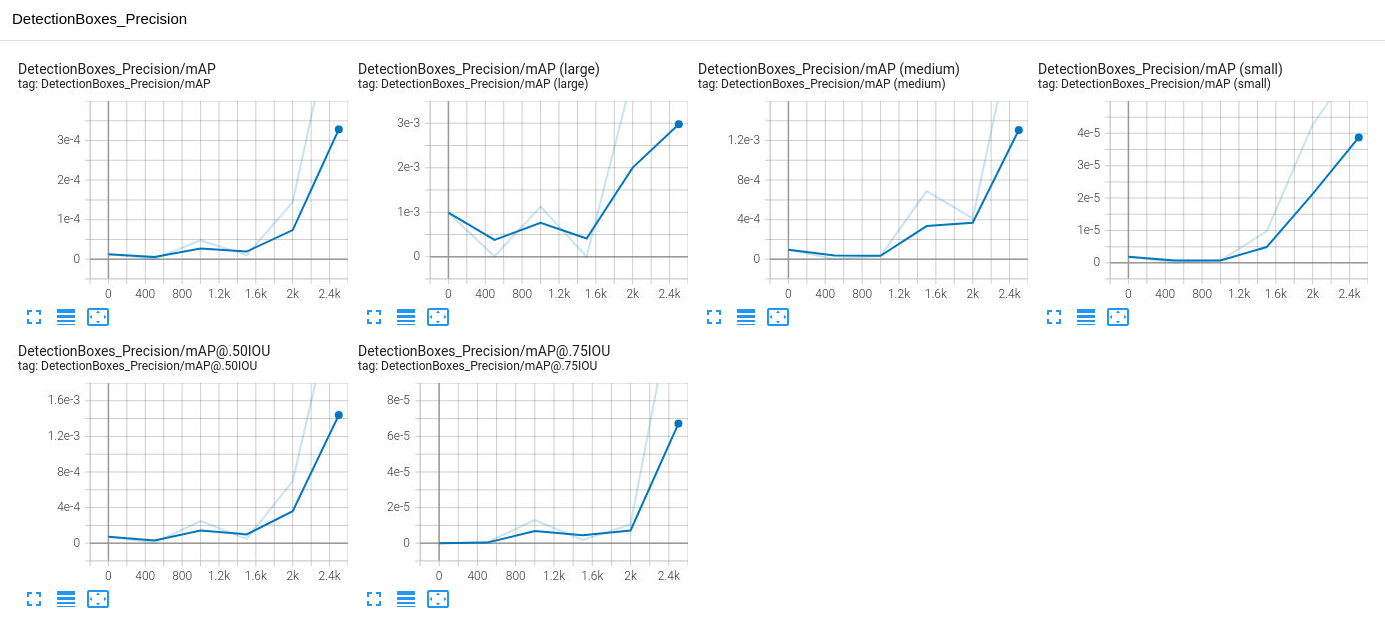 DetectionBoxes_Precision
DetectionBoxes_Precision/mAP
tag: DetectionBoxes_Precision/mAP
3e-4
2e-4
1e-4
0
0 400 800 1.2k 1.6k 2k 2.4k
DetectionBoxes_Precision/mAP (large)
tag: DetectionBoxes_Precision/mAP (large)
3e-3
2e-3
1e-3
0
0 400 800 1.2k 1.6k 2k 2.4k
DetectionBoxes_Precision/mAP (medium)
tag: DetectionBoxes_Precision/mAP (medium)
1.2e-3
8e-4
4e-4
0
0 400 800 1.2k 1.6k 2k 2.4k
DetectionBoxes_Precision/mAP (small)
tag: DetectionBoxes_Precision/mAP (small)
4e-5
3e-5
2e-5
1e-5
0
0 400 800 1.2k 1.6k 2k 2.4k
DetectionBoxes_Precision/mAP@.50IOU
tag: DetectionBoxes_Precision/mAP@.50IOU
1.6e-3
1.2e-3
8e-4
4e-4
0
0 400 800 1.2k 1.6k 2k 2.4k
DetectionBoxes_Precision/mAP@.75IOU
tag: DetectionBoxes_Precision/mAP@.75IOU
8e-5
6e-5
4e-5
2e-5
0
0 400 800 1.2k 1.6k 2k 2.4k